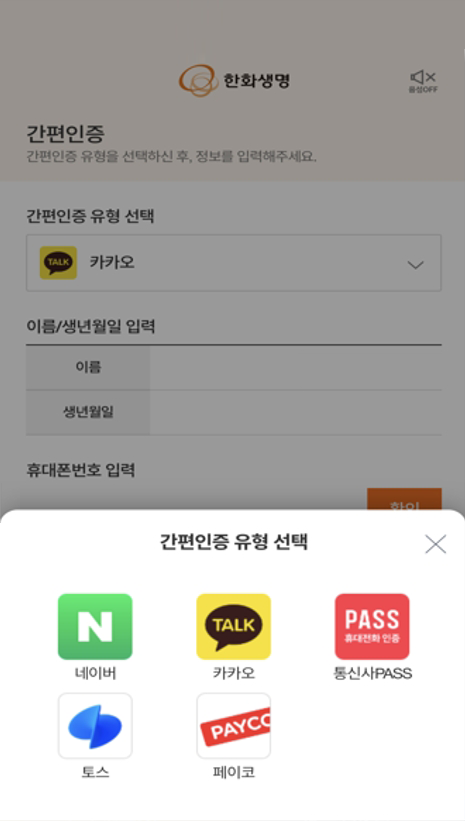 한화생명
음성OFF
간편인증
간편인증 유형을 선택하신 후, 정보를 입력해주세요.
간편인증 유형 선택
TALK 카카오
이름/생년월일 입력
이름
생년월일
휴대폰번호 입력
확인
간편인증 유형 선택
N TALK PASS
휴대전화 인증
네이버 카카오 통신사PASS
PAYCO
토스 페이코